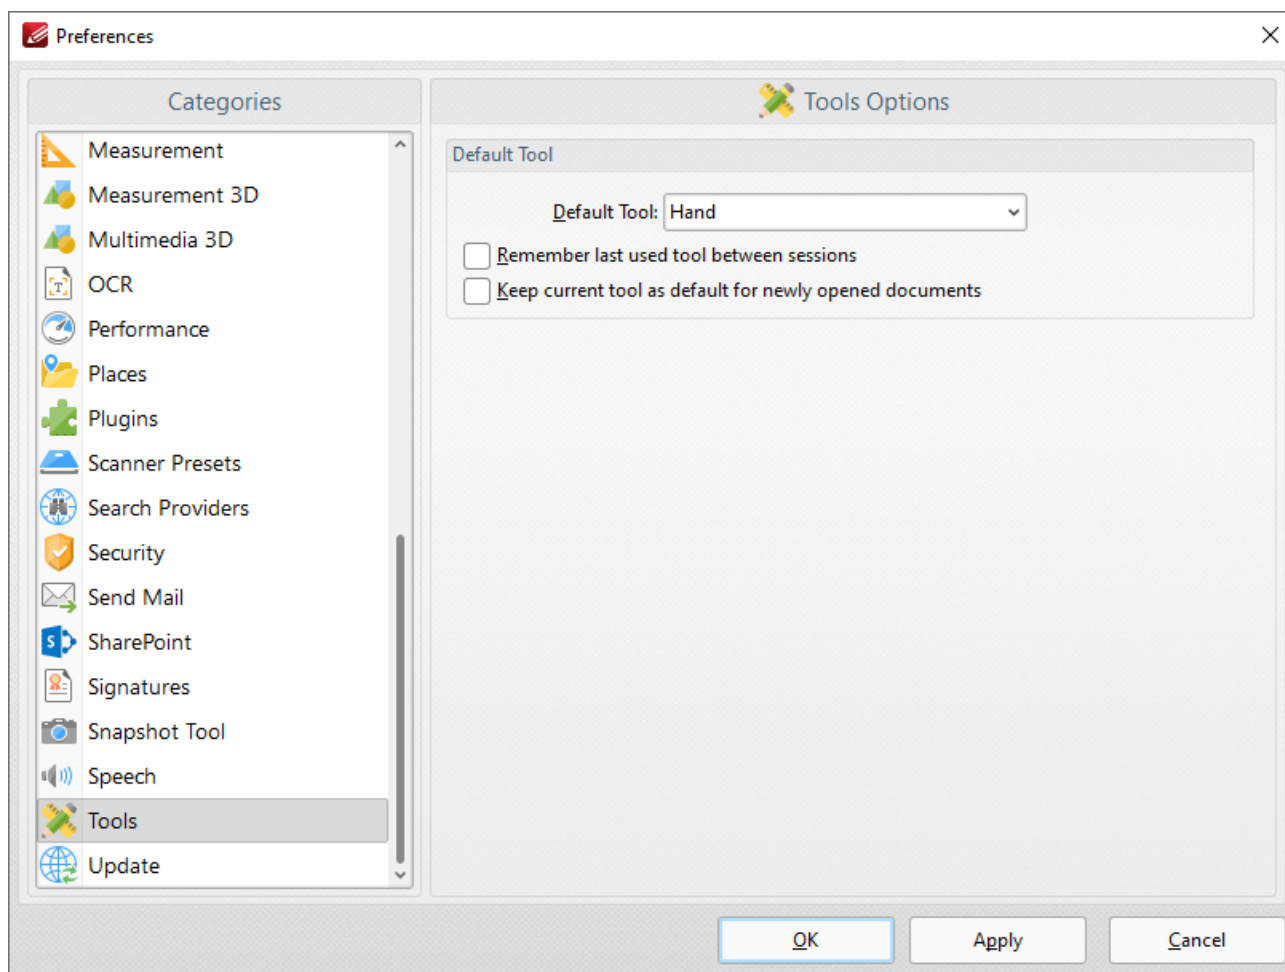 Preferences
Categories
Measurement
Measurement 3D
Multimedia 3D
OCR
Performance
Places
Plugins
Scanner Presets
Search Providers
Security
Send Mail
SharePoint
Signatures
Snapshot Tool
Speech
Tools
Update
Tools Options
Default Tool
Default Tool: Hand
Remember last used tool between sessions
Keep current tool as default for newly opened documents
OK Apply Cancel